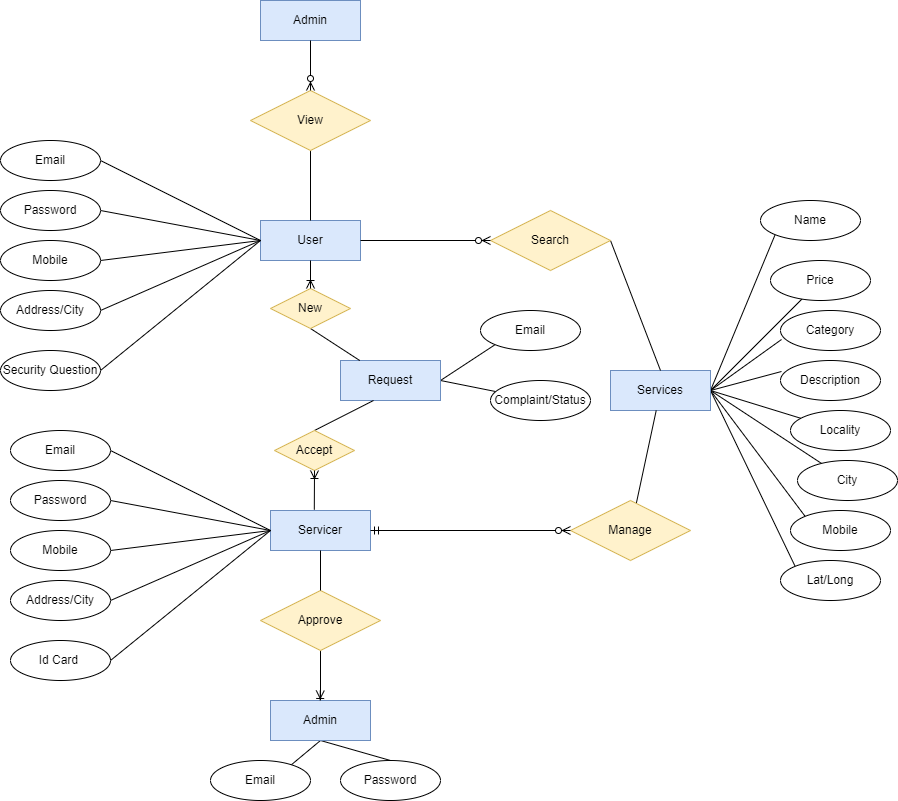 Admin
View
Email
Password
Mobile
Address/City
Security Question
User
Search
New
Request
Email
Complaint/Status
Services
Name
Price
Category
Description
Locality
City
Mobile
Lat/Long
Accept
Email
Password
Mobile
Address/City
Id Card
Servicer
Manage
Approve
Admin
Email
Password